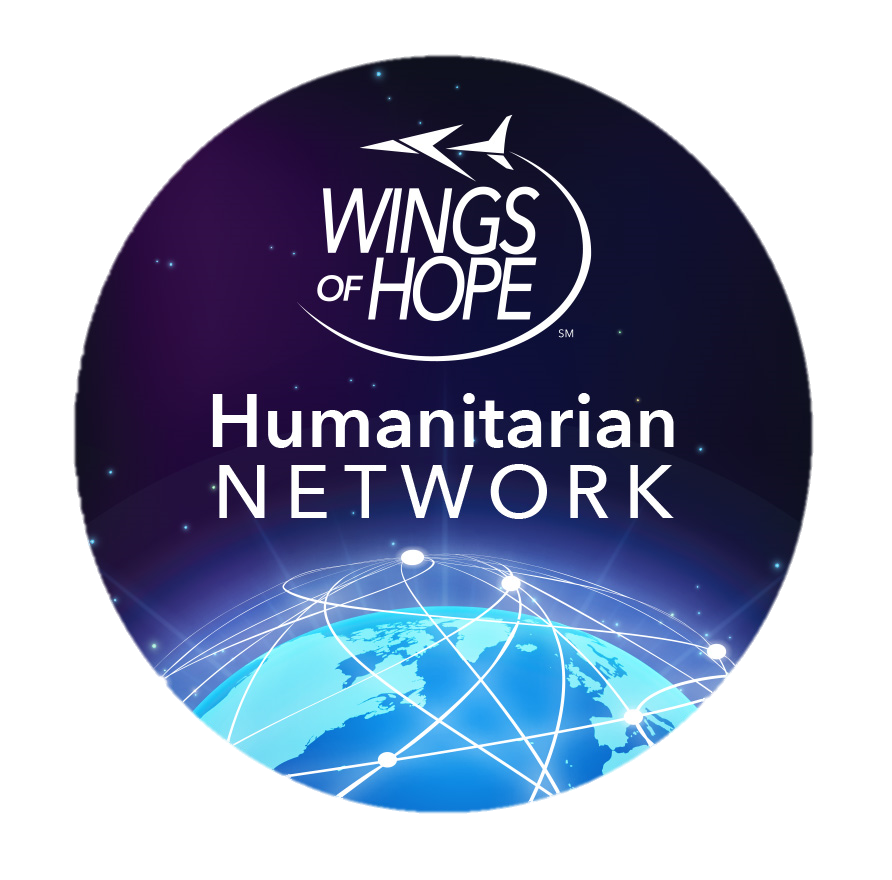 WINGS
OF HOPE
SM
Humanitarian
NETWORK